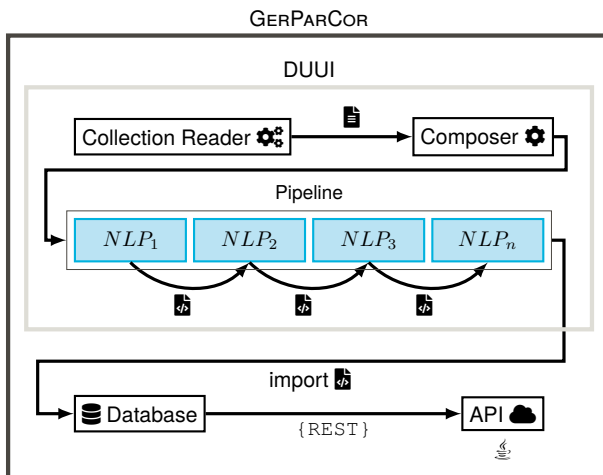 GERPARCOR
DUUI
Collection Reader
Composer
Pipeline
NLP₁ NLP₂ NLP₃ NLPₙ
import
Database
{REST}
API